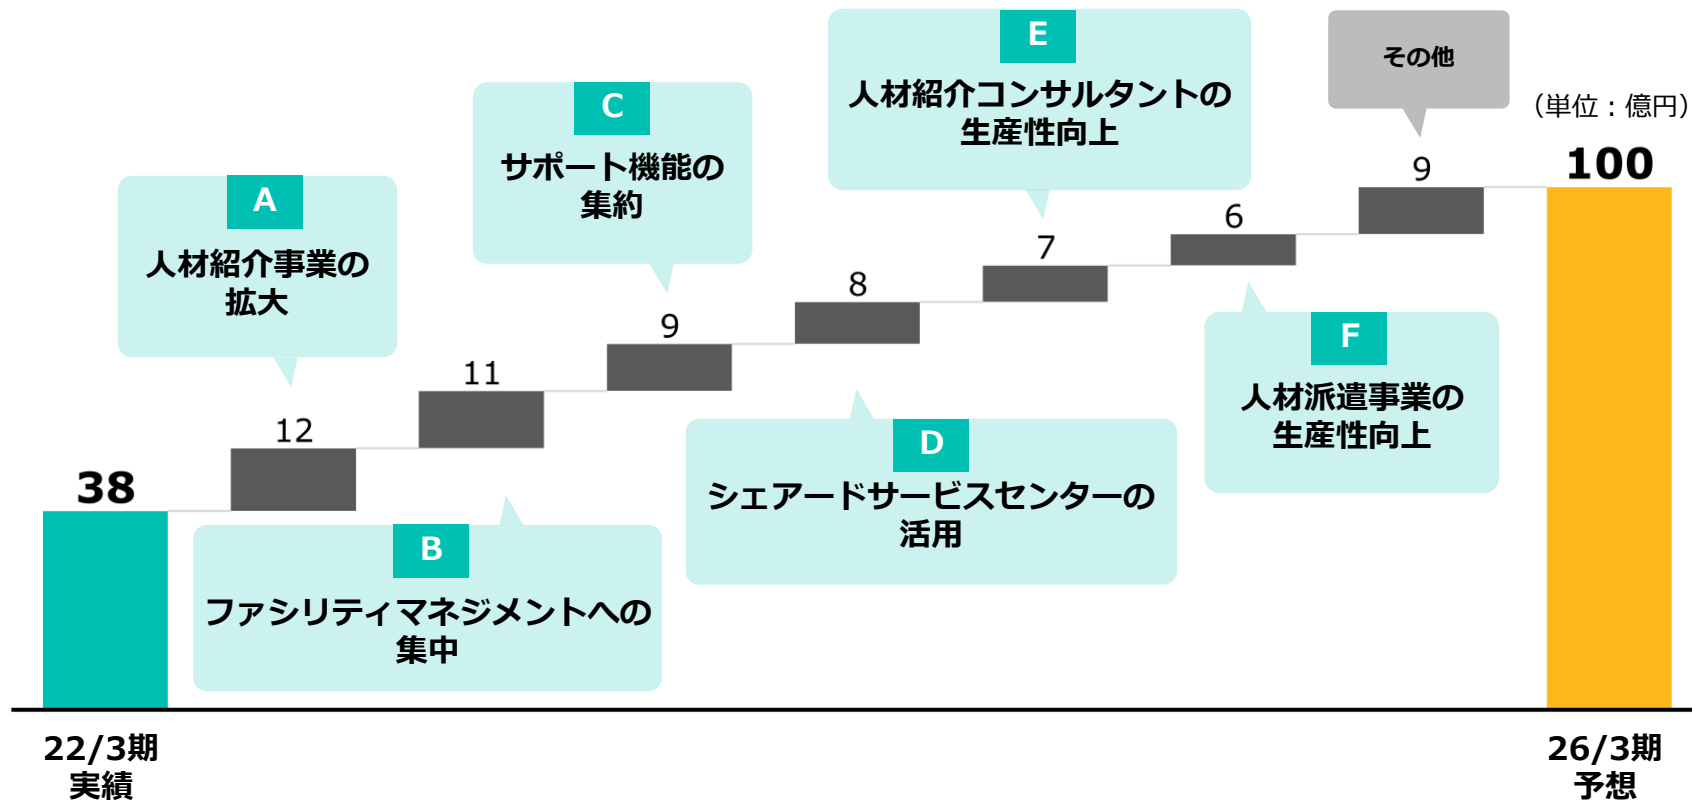 E
人材紹介コンサルタントの
生産性向上
その他
（単位：億円）
C
サポート機能の
集約
A
人材紹介事業の
拡大
100
9
6
7
8
9
11
12
38
F
人材派遣事業の
生産性向上
D
シェアードサービスセンターの
活用
B
ファシリティマネジメントへの
集中
22/3期
実績
26/3期
予想